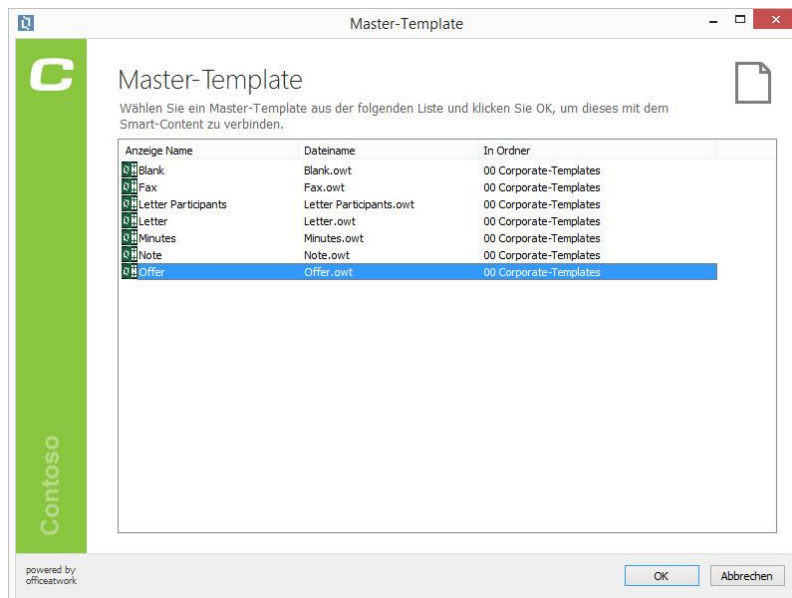 Master-Template
C
Master-Template
Wählen Sie ein Master-Template aus der folgenden Liste und klicken Sie OK, um dieses mit dem
Smart-Content zu verbinden.
Anzeige Name Dateiname In Ordner
Blank Blank.owt 00 Corporate-Templates
Fax Fax.owt 00 Corporate-Templates
Letter Participants Letter Participants.owt 00 Corporate-Templates
Letter Letter.owt 00 Corporate-Templates
Minutes Minutes.owt 00 Corporate-Templates
Note Note.owt 00 Corporate-Templates
Offer Offer.owt 00 Corporate-Templates
Contoso
powered by
officeatwork
OK Abbrechen